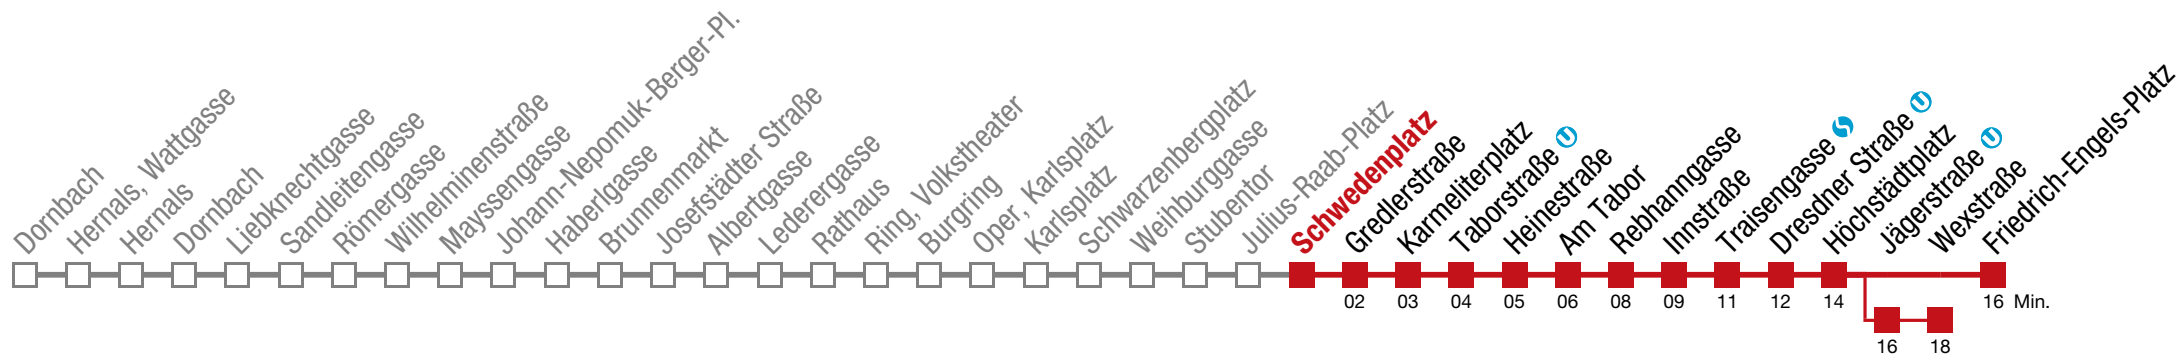 Dornbach
Hernals, Wattgasse
Hernals
Dornbach
Liebknechtgasse
Sandleitengasse
Römergasse
Wilhelminenstraße
Mayssengasse
Johann-Nepomuk-Berger-Pl.
Haberlgasse
Brunnenmarkt
Josefstädter Straße
Albertgasse
Lederergasse
Rathaus
Ring, Volkstheater
Burgring
Oper, Karlsplatz
Karlsplatz
Schwarzenbergplatz
Weihburggasse
Stubentor
Julius-Raab-Platz
Schwedenplatz
Gredlerstraße
Karmeliterplatz
Taborstraße U
Heinestraße
Am Tabor
Rebhanngasse
Innstraße
Traisengasse S
Dresdner Straße U
Höchstädtplatz
Jägerstraße U
Wexstraße
Friedrich-Engels-Platz
02 03 04 05 06 08 09 11 12 14 16 Min.
16 18